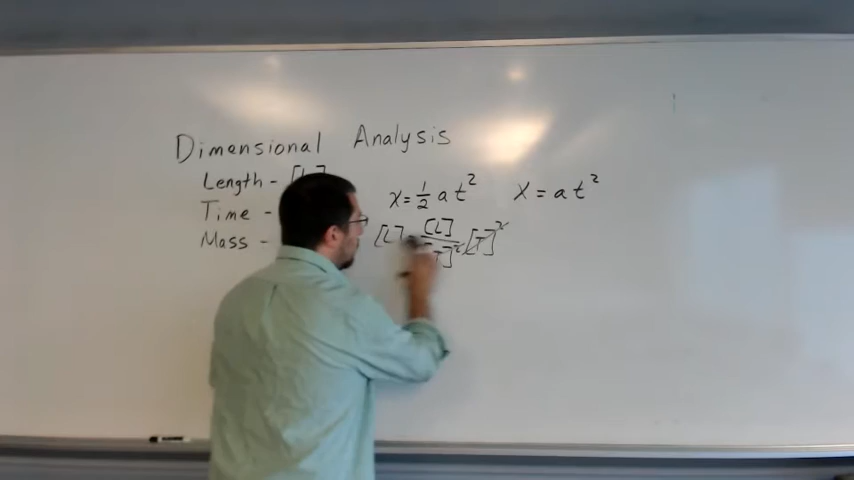 Dimensional Analysis
Length - [L]
Time -
Mass -
x = 1/2 a t² x = a t²
[L] = [L]/[T]² [T]²